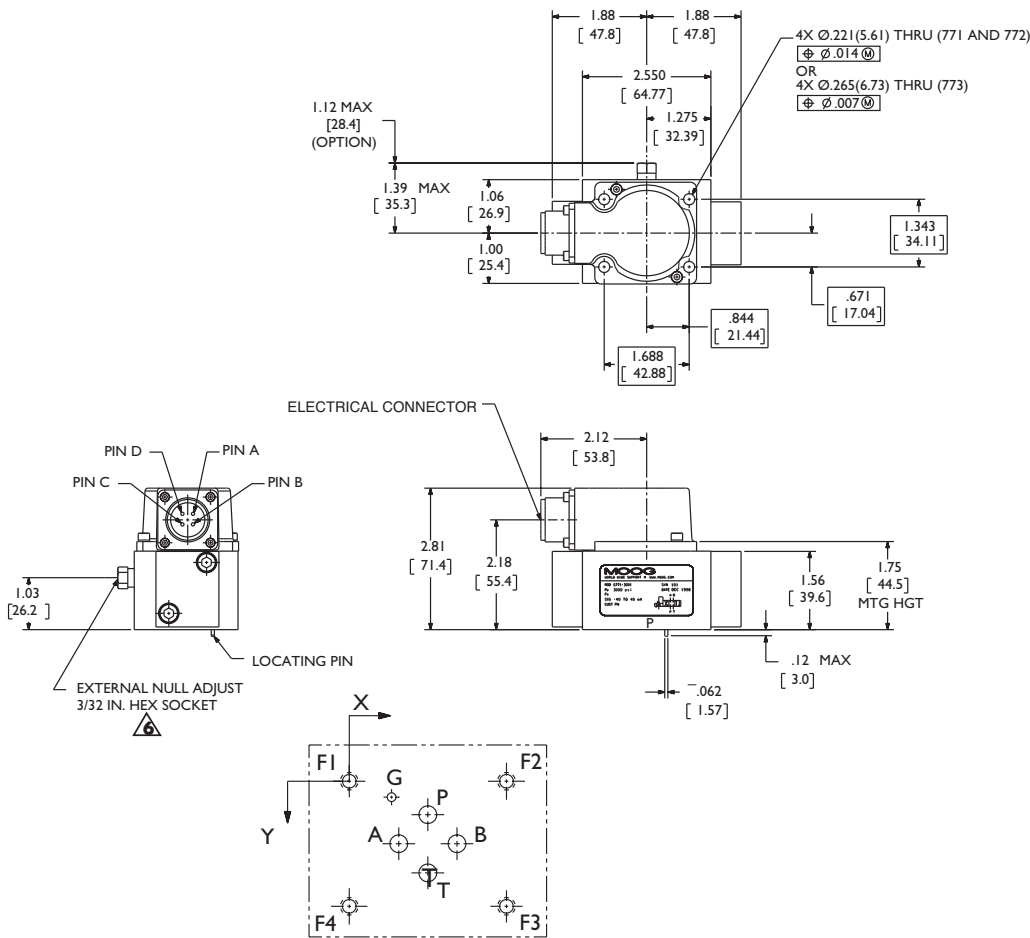 1.88
[ 47.8]
1.88
[ 47.8]
4X Ø.221(5.61) THRU (771 AND 772)
⌖ Ø.014 Ⓜ
OR
4X Ø.265(6.73) THRU (773)
⌖ Ø.007 Ⓜ
2.550
[ 64.77]
1.275
[ 32.39]
1.12 MAX
[28.4]
(OPTION)
1.39 MAX
[ 35.3]
1.06
[ 26.9]
1.00
[ 25.4]
1.343
[ 34.11]
.671
[ 17.04]
.844
[ 21.44]
1.688
[ 42.88]
ELECTRICAL CONNECTOR
2.12
[ 53.8]
PIN D
PIN A
PIN C
PIN B
2.81
[ 71.4]
2.18
[ 55.4]
1.75
[ 44.5]
MTG HGT
1.56
[ 39.6]
1.03
[26.2 ]
MOOG
WORLD WIDE SUPPORT
WWW.MOOG.COM
P
LOCATING PIN
.12 MAX
[ 3.0]
¯.062
[ 1.57]
EXTERNAL NULL ADJUST
3/32 IN. HEX SOCKET
6
X
Y
F1
F2
G
P
A
B
T
T
F4
F3